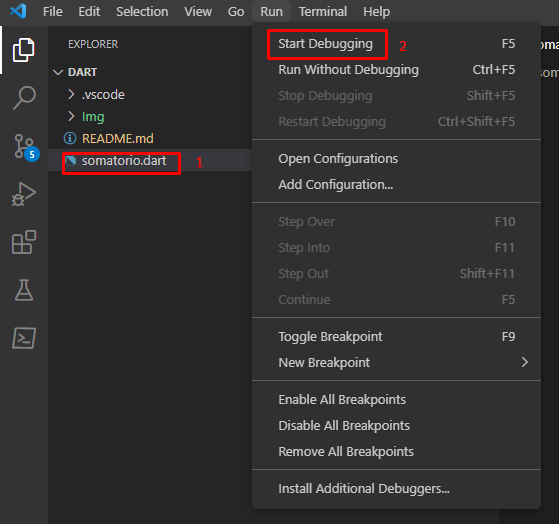 File Edit Selection View Go Run Terminal Help
EXPLORER
DART
.vscode
Img
README.md
somatorio.dart 1
5
Start Debugging F5 2
Run Without Debugging Ctrl+F5
Stop Debugging Shift+F5
Restart Debugging Ctrl+Shift+F5
Open Configurations
Add Configuration...
Step Over F10
Step Into F11
Step Out Shift+F11
Continue F5
Toggle Breakpoint F9
New Breakpoint
Enable All Breakpoints
Disable All Breakpoints
Remove All Breakpoints
Install Additional Debuggers...